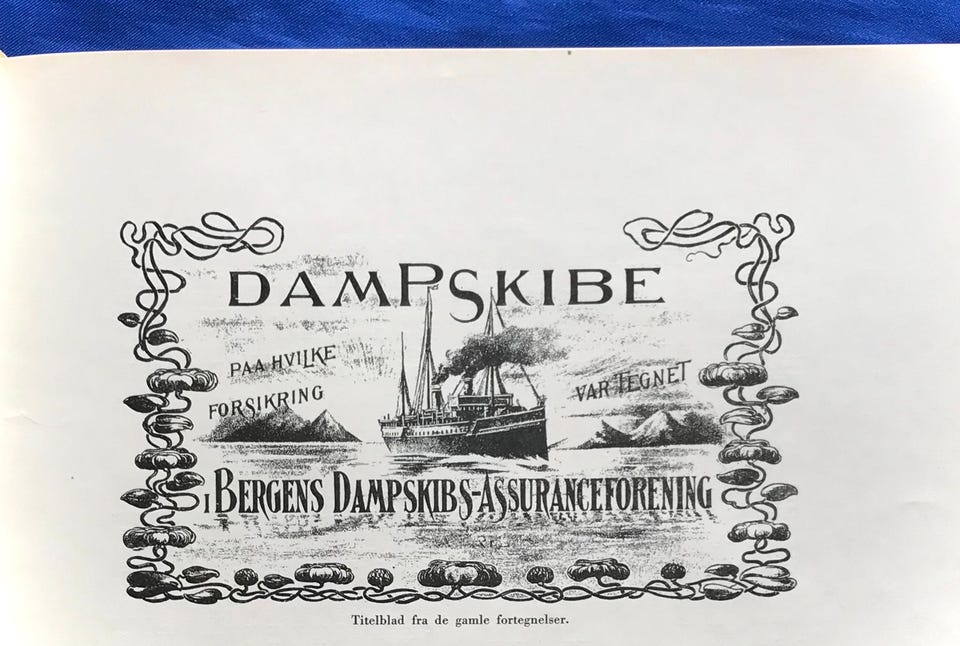 DAMPSKIBE
PAA HVILKE
FORSIKRING
VAR TEGNET
I BERGENS DAMPSKIBS-ASSURANCEFORENING
Titelblad fra de gamle fortegnelser.